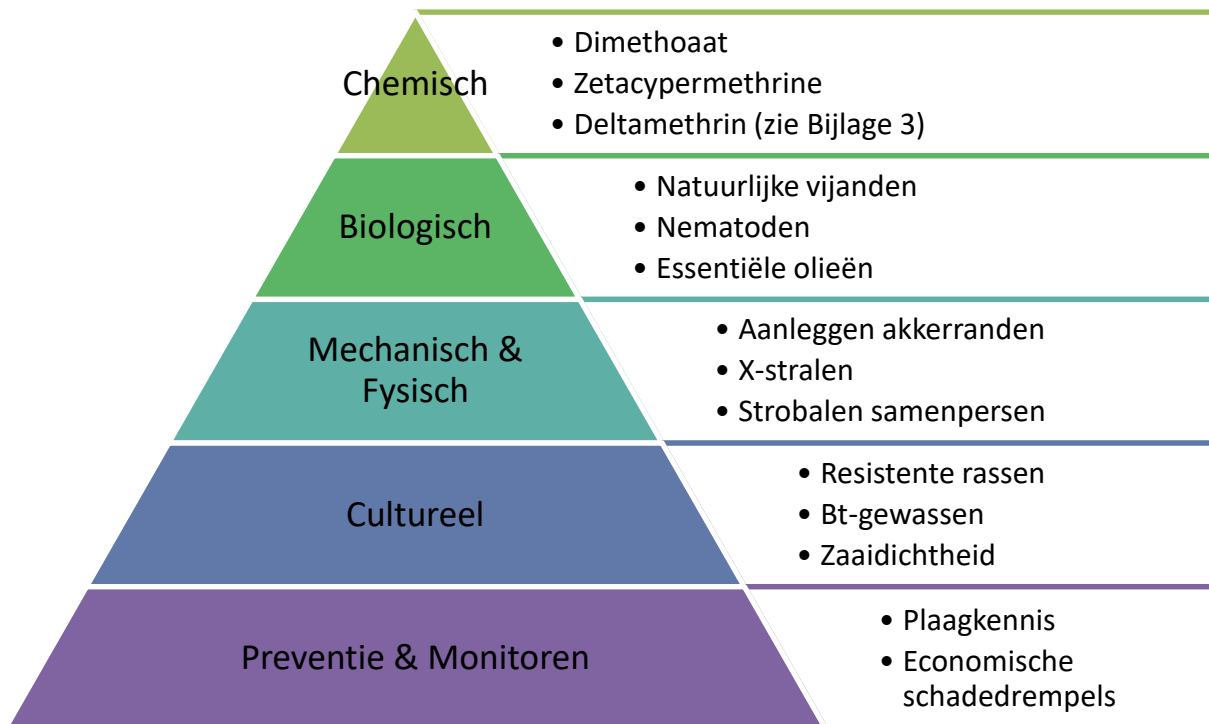 Chemisch
• Dimethoaat
• Zetacypermethrine
• Deltamethrin (zie Bijlage 3)
Biologisch
• Natuurlijke vijanden
• Nematoden
• Essentiële olieën
Mechanisch &
Fysisch
• Aanleggen akkerranden
• X-stralen
• Strobalen samenpersen
Cultureel
• Resistente rassen
• Bt-gewassen
• Zaaidichtheid
Preventie & Monitoren
• Plaagkennis
• Economische
schadedrempels